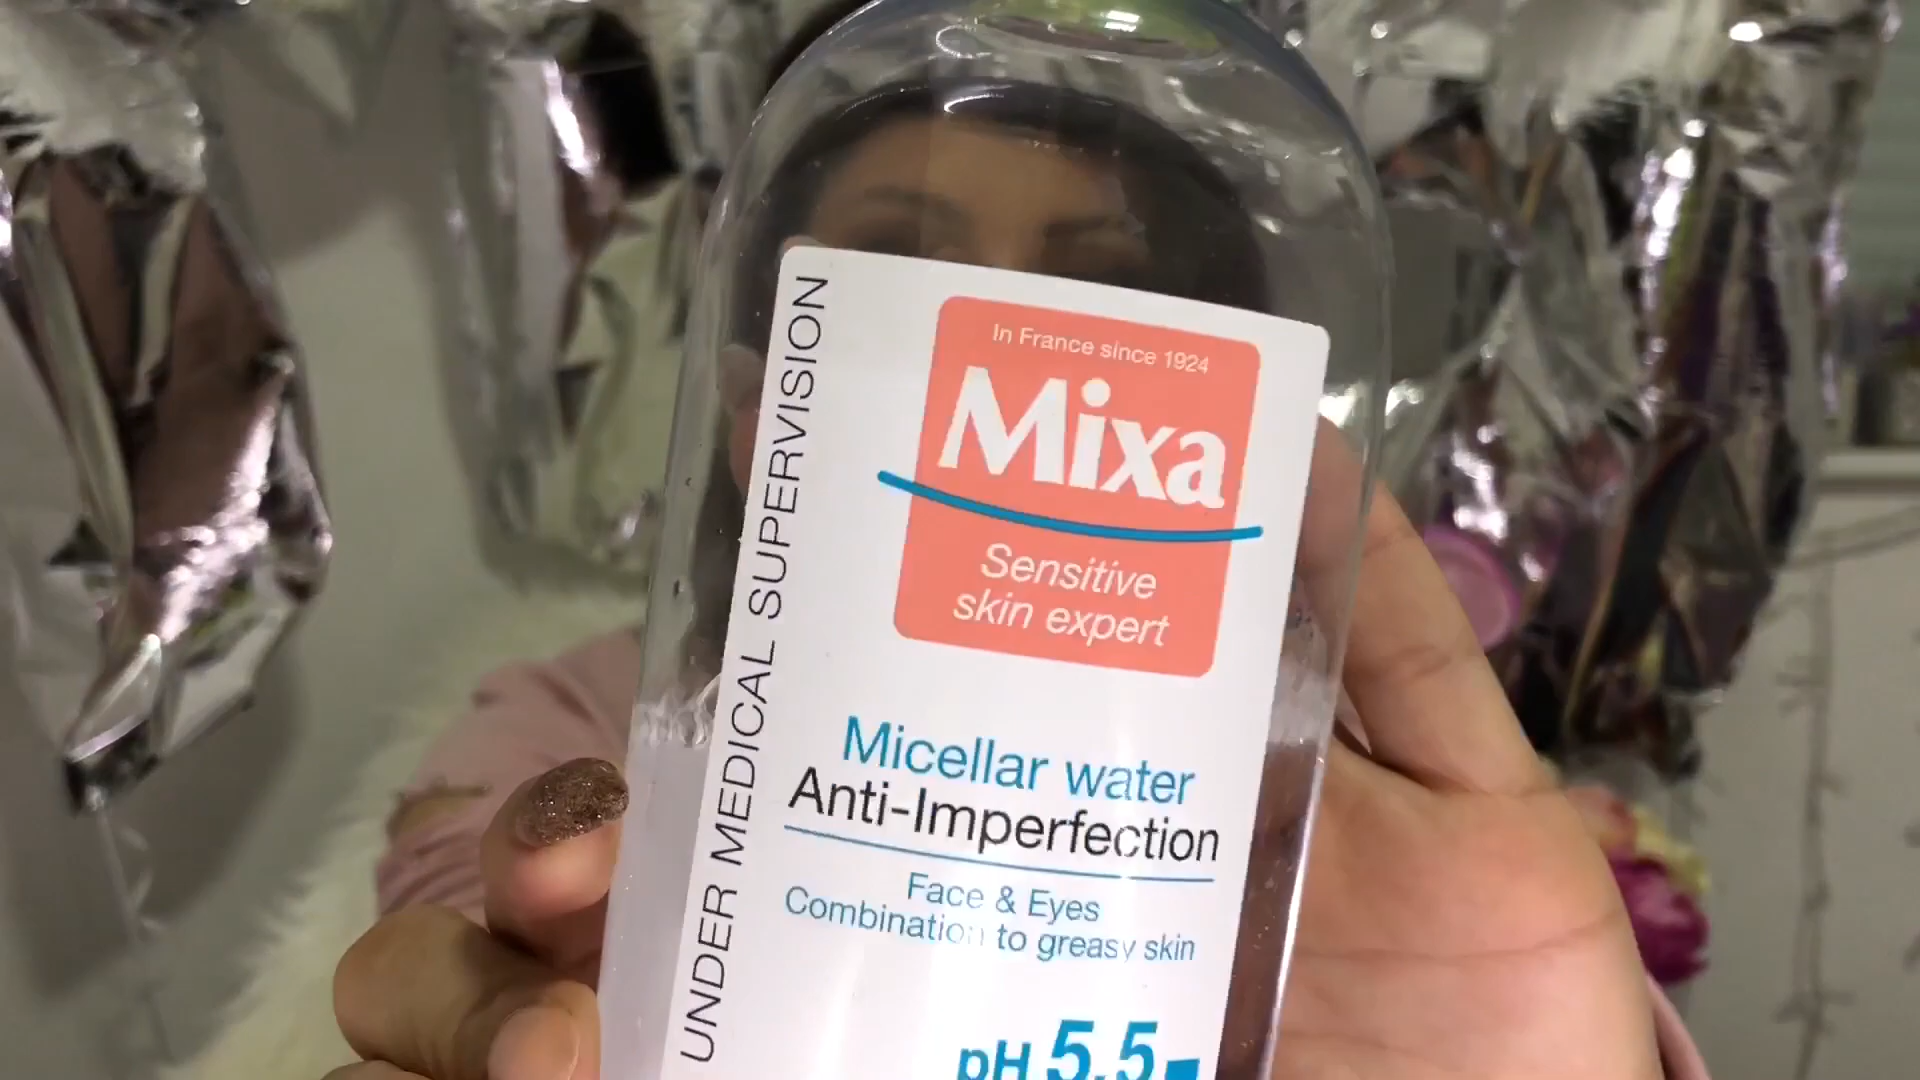 UNDER MEDICAL SUPERVISION
In France since 1924
Mixa
Sensitive
skin expert
Micellar water
Anti-Imperfection
Face & Eyes
Combination to greasy skin
pH 5,5